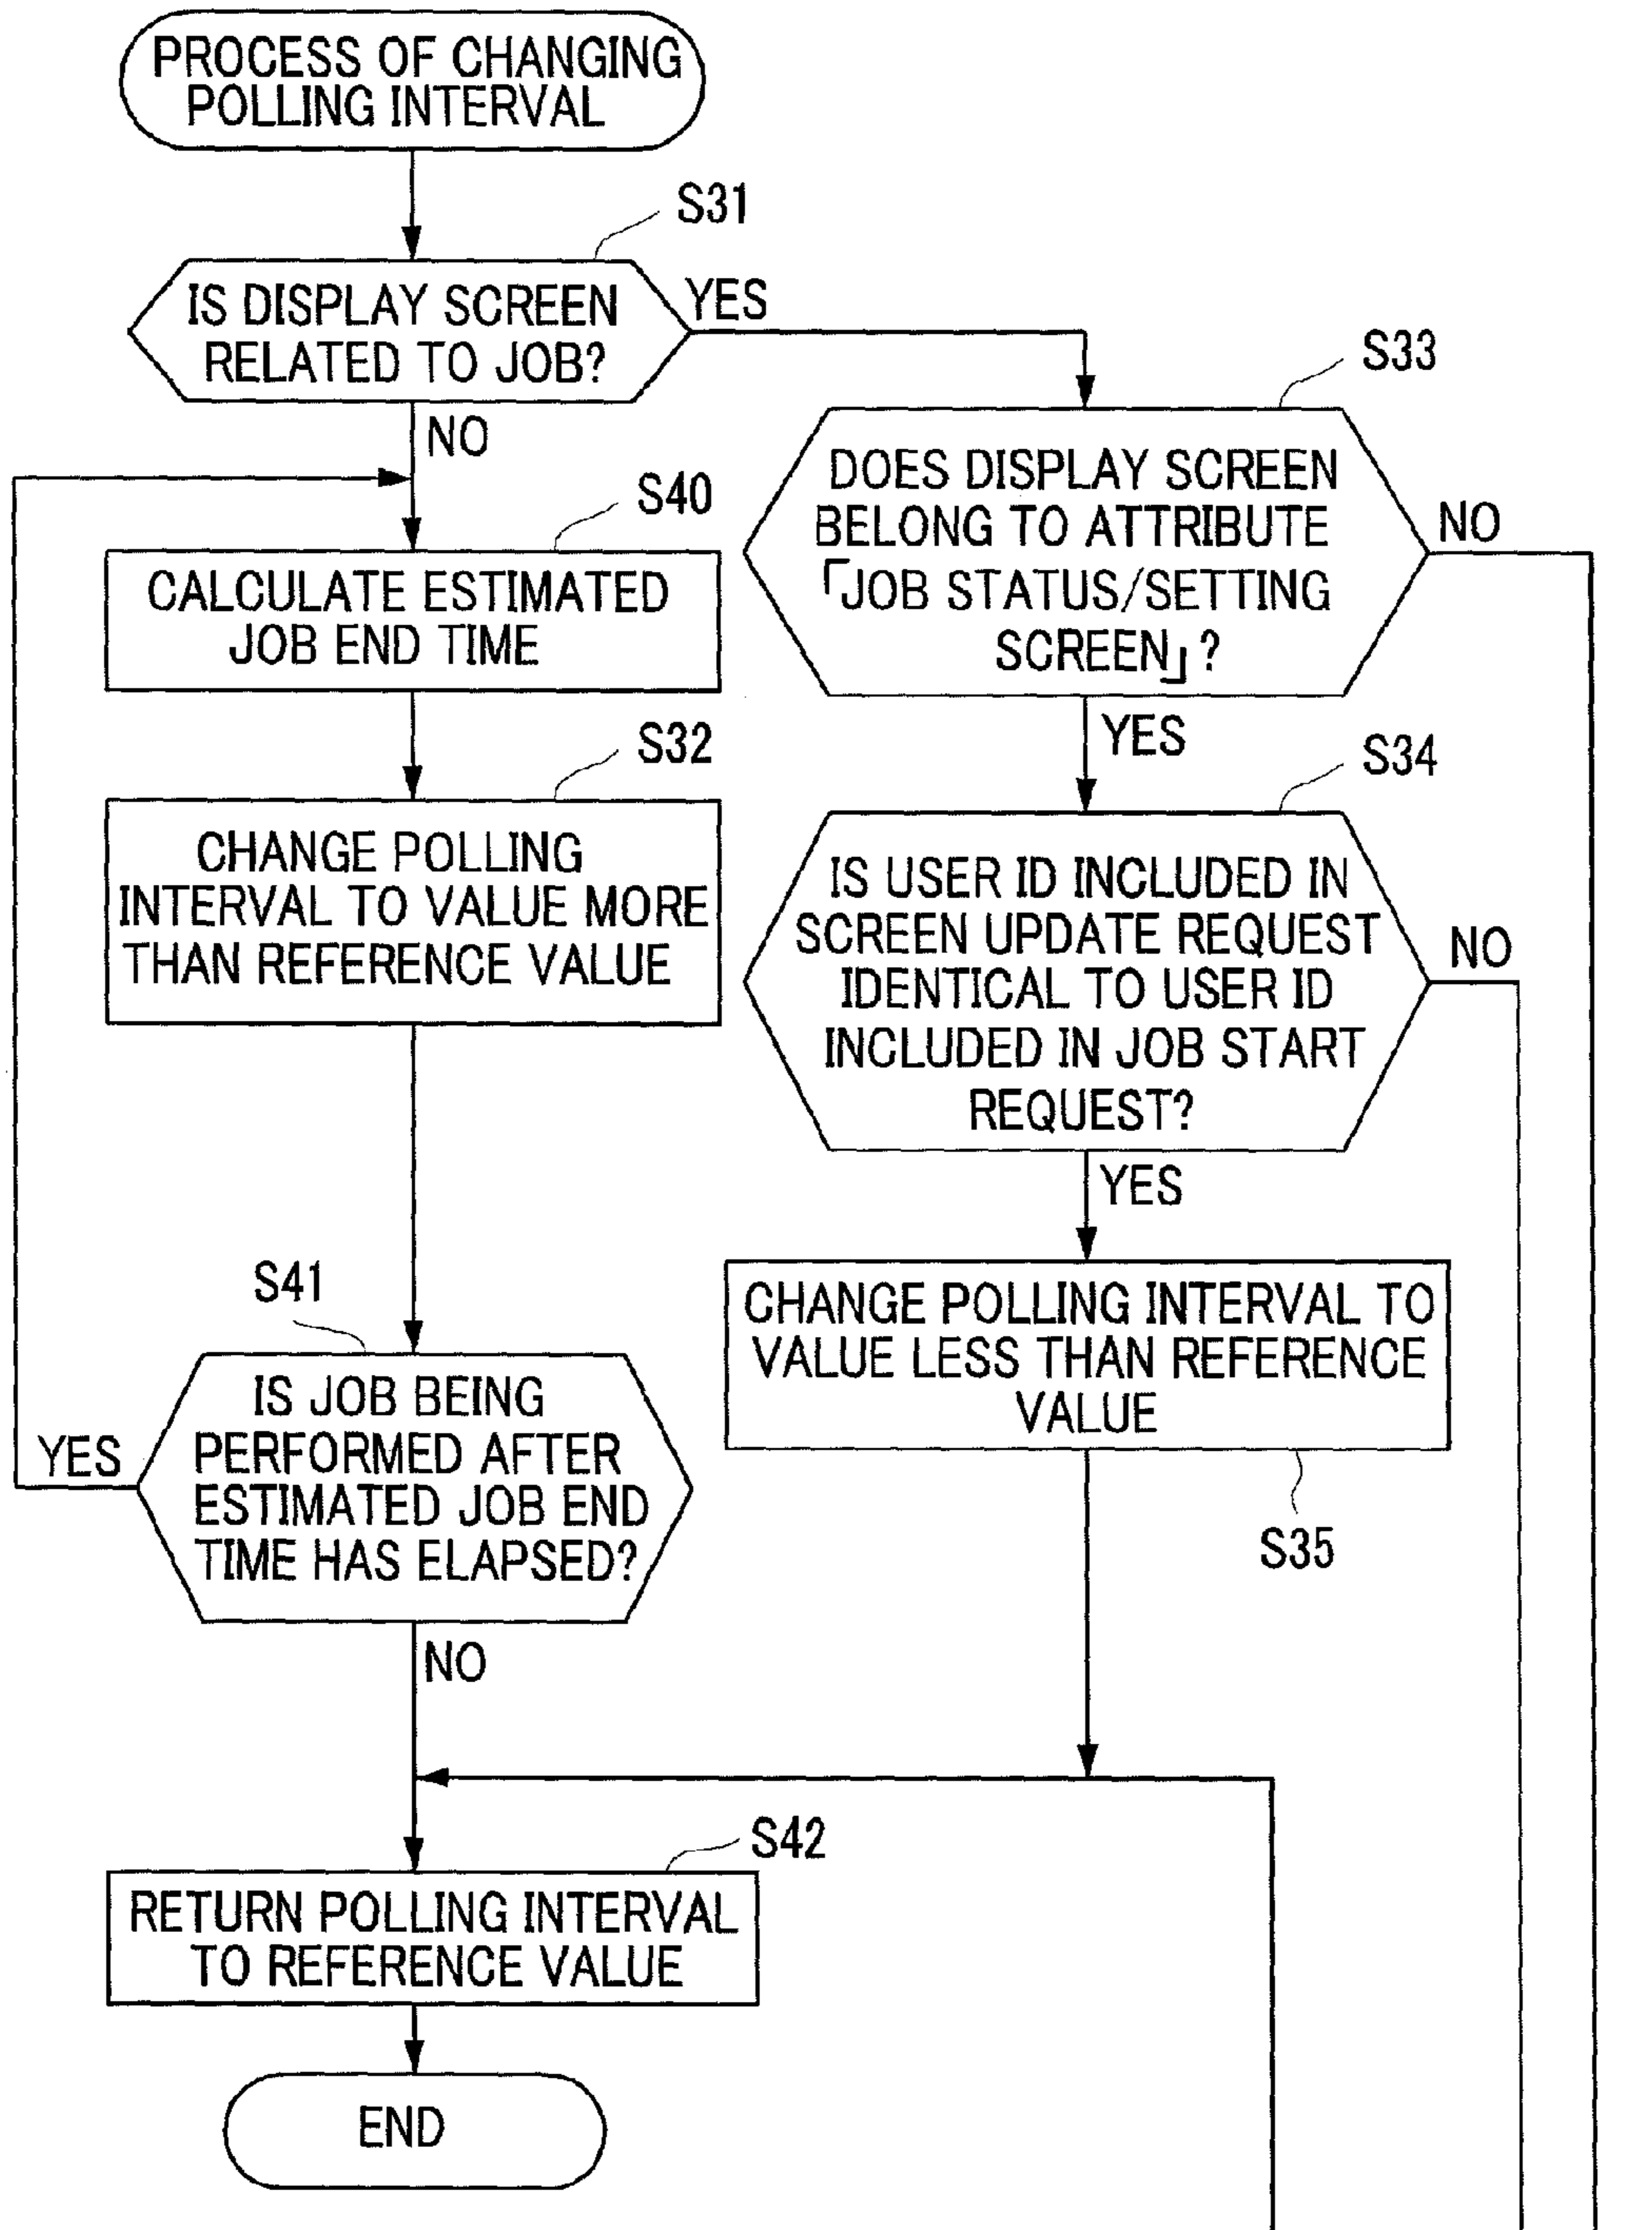 PROCESS OF CHANGING
POLLING INTERVAL
S31
IS DISPLAY SCREEN
RELATED TO JOB?
YES
NO
S33
DOES DISPLAY SCREEN
BELONG TO ATTRIBUTE
「JOB STATUS/SETTING
SCREEN」?
NO
YES
S40
CALCULATE ESTIMATED
JOB END TIME
S32
CHANGE POLLING
INTERVAL TO VALUE MORE
THAN REFERENCE VALUE
S34
IS USER ID INCLUDED IN
SCREEN UPDATE REQUEST
IDENTICAL TO USER ID
INCLUDED IN JOB START
REQUEST?
NO
YES
CHANGE POLLING INTERVAL TO
VALUE LESS THAN REFERENCE
VALUE
S35
S41
IS JOB BEING
PERFORMED AFTER
ESTIMATED JOB END
TIME HAS ELAPSED?
YES
NO
S42
RETURN POLLING INTERVAL
TO REFERENCE VALUE
END